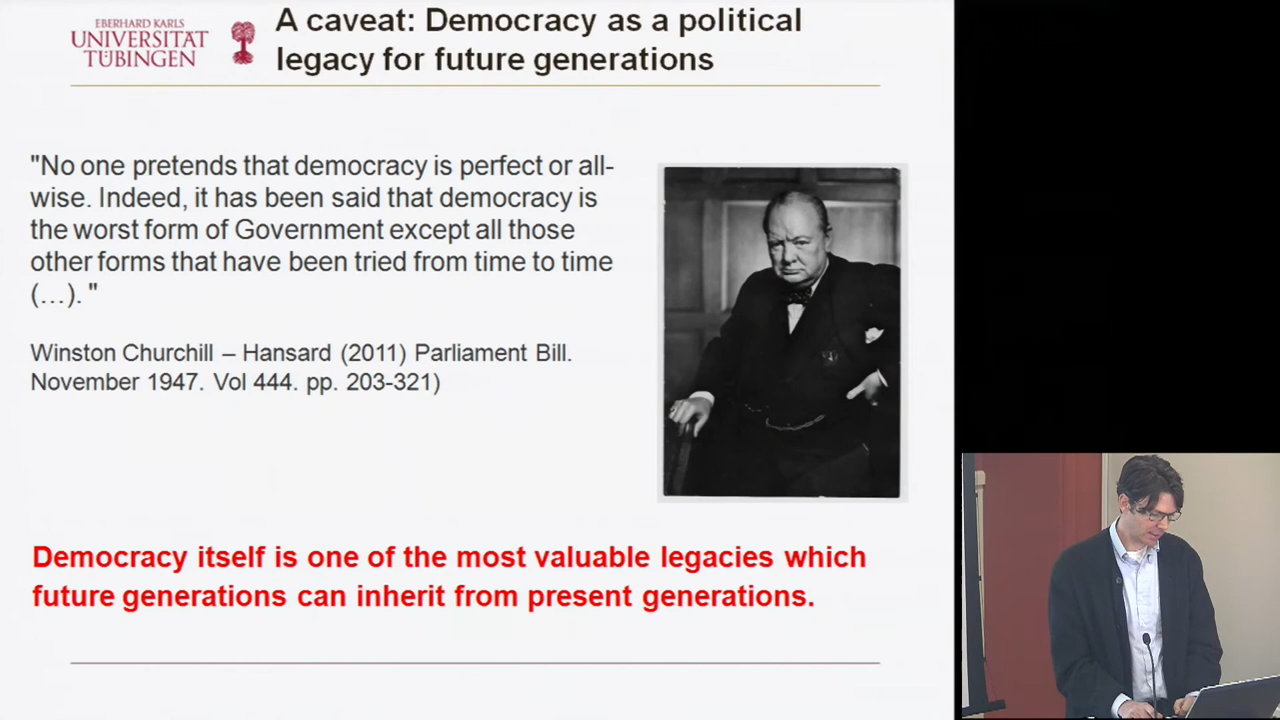 EBERHARD KARLS
UNIVERSITÄT
TÜBINGEN
A caveat: Democracy as a political
legacy for future generations
"No one pretends that democracy is perfect or all-
wise. Indeed, it has been said that democracy is
the worst form of Government except all those
other forms that have been tried from time to time
(…). "
Winston Churchill – Hansard (2011) Parliament Bill.
November 1947. Vol 444. pp. 203-321)
Democracy itself is one of the most valuable legacies which
future generations can inherit from present generations.